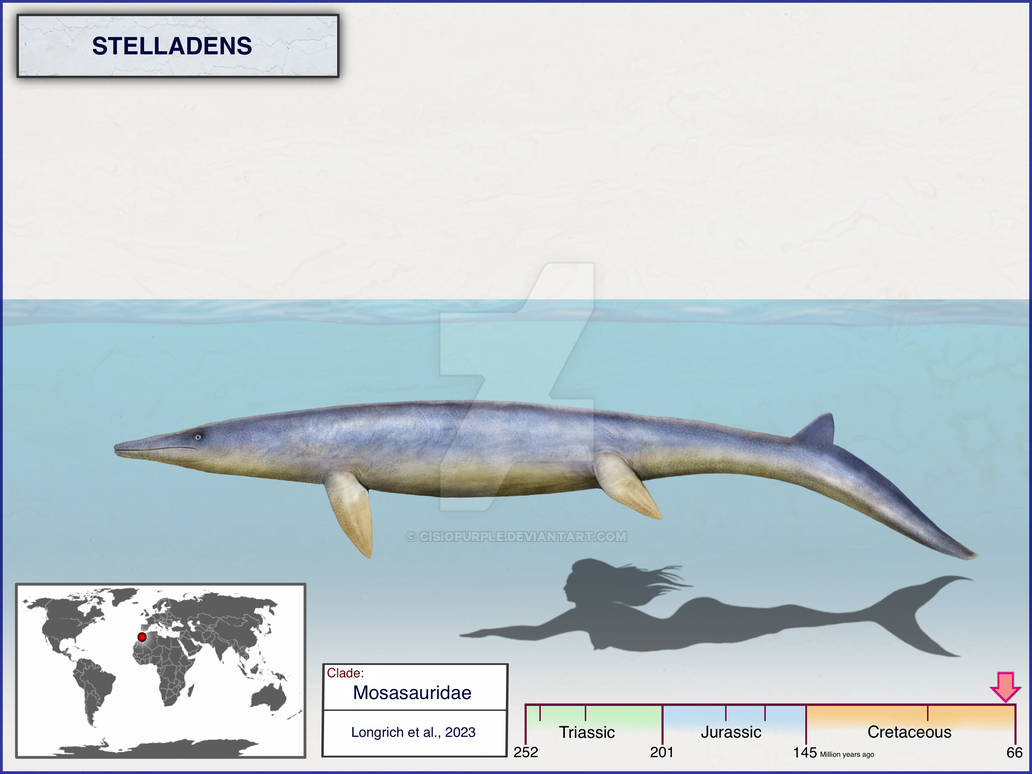 STELLADENS
© CISIOPURPLE.DEVIANTART.COM
Clade:
Mosasauridae
Longrich et al., 2023
Triassic Jurassic Cretaceous
252 201 145 Million years ago 66